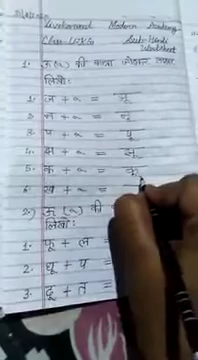 Vivekanand Modern Academy
Class- UKG Sub- Hindi
Worksheet
1. ऊ (ू) की मात्रा जोड़कर शब्द
लिखो:
1. ज + ू = जू
2. न + ू = नू
3. प + ू = पू
4. झ + ू = झू
5. क + ू = कू
6. ख + ू =
2) ऊ (ू) की
लिखो:
1. फू + ल =
2. धू + प =
3. दू + त =